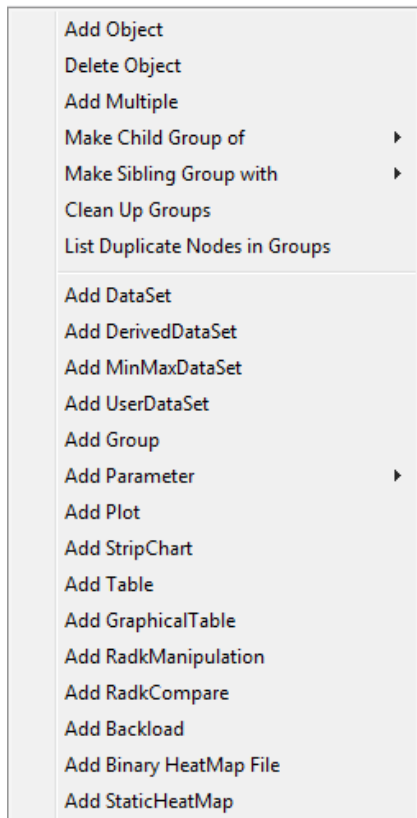 Add Object
Delete Object
Add Multiple
Make Child Group of
Make Sibling Group with
Clean Up Groups
List Duplicate Nodes in Groups
Add DataSet
Add DerivedDataSet
Add MinMaxDataSet
Add UserDataSet
Add Group
Add Parameter
Add Plot
Add StripChart
Add Table
Add GraphicalTable
Add RadkManipulation
Add RadkCompare
Add Backload
Add Binary HeatMap File
Add StaticHeatMap